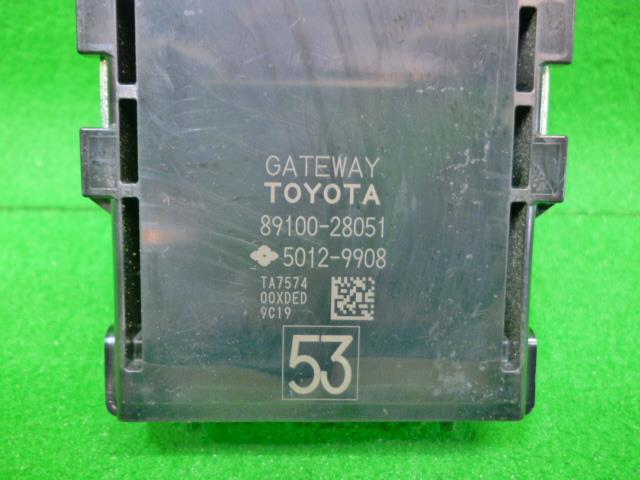 GATEWAY
TOYOTA
89100-28051
5012-9908
TA7574
00XDED
9C19
53